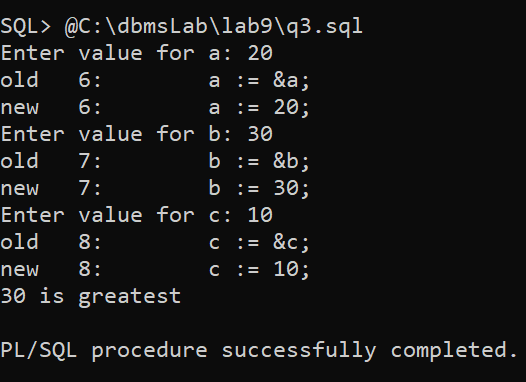 SQL> @C:\dbmsLab\lab9\q3.sql
Enter value for a: 20
old   6:        a := &a;
new   6:        a := 20;
Enter value for b: 30
old   7:        b := &b;
new   7:        b := 30;
Enter value for c: 10
old   8:        c := &c;
new   8:        c := 10;
30 is greatest

PL/SQL procedure successfully completed.